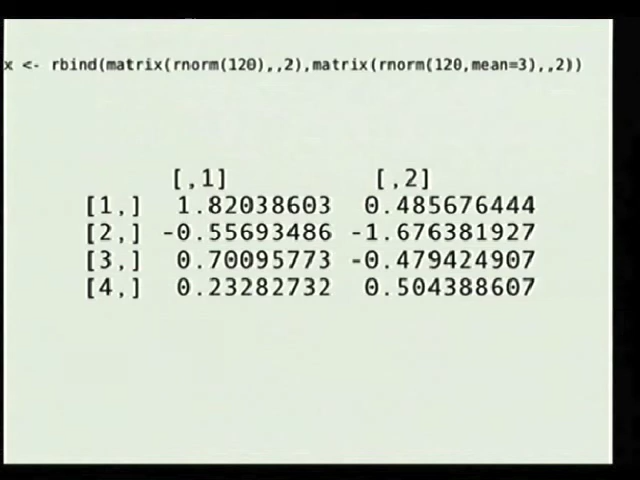 x <- rbind(matrix(rnorm(120),,2),matrix(rnorm(120,mean=3),,2))
[,1] [,2]
[1,] 1.82038603 0.485676444
[2,] -0.55693486 -1.676381927
[3,] 0.70095773 -0.479424907
[4,] 0.23282732 0.504388607